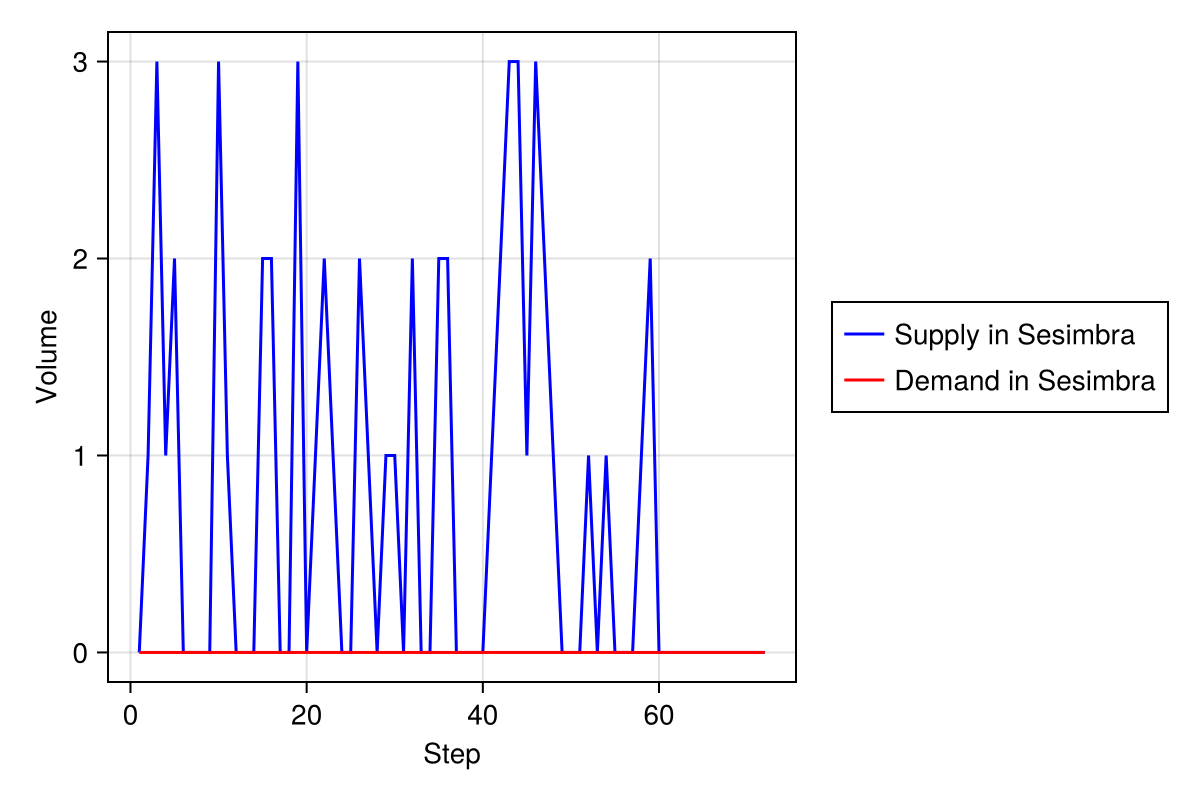 3
2
1
0
Volume
0 20 40 60
Step
Supply in Sesimbra
Demand in Sesimbra